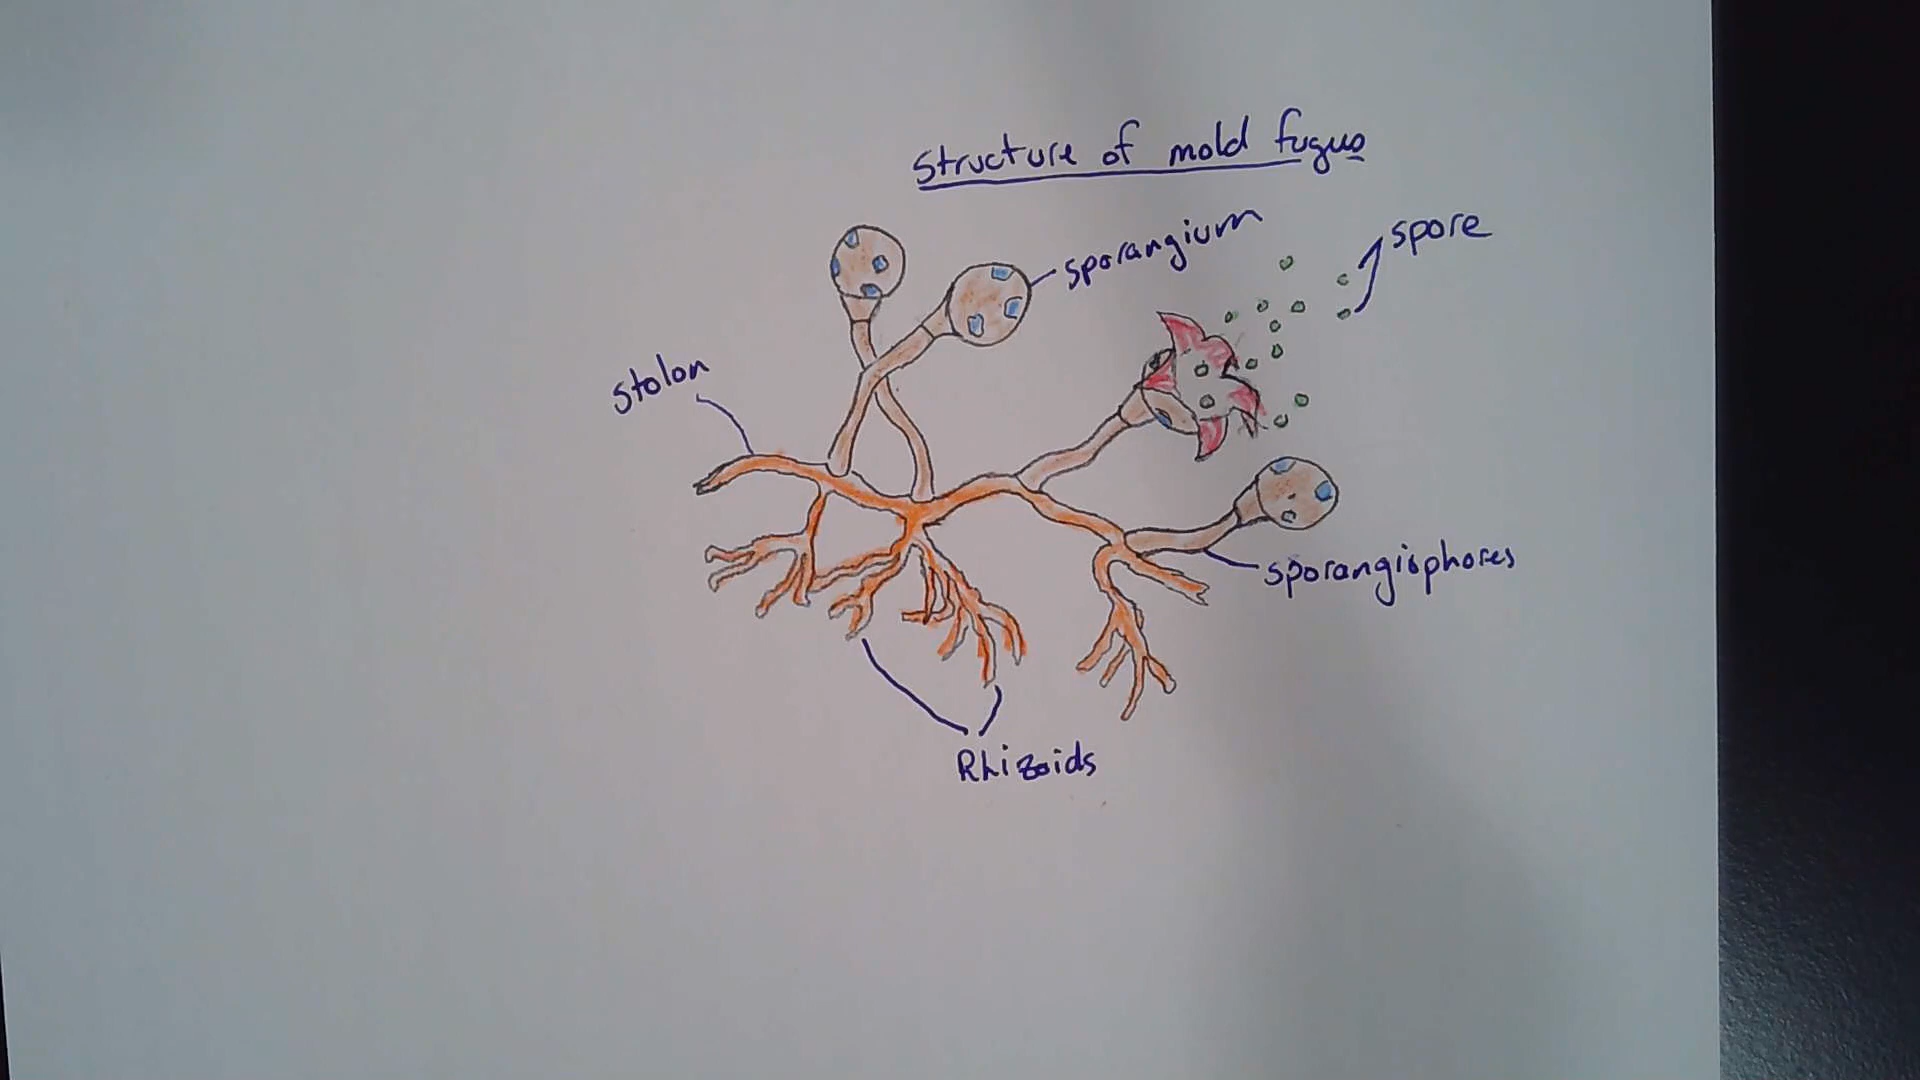 Structure of mold fugus
sporangium
spore
stolon
sporangiophores
Rhizoids